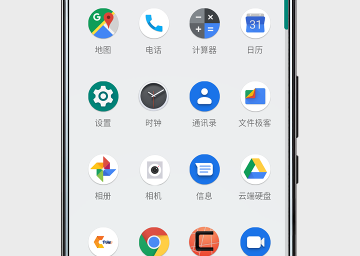 地图 电话 计算器 日历
31
设置 时钟 通讯录 文件极客
相册 相机 信息 云端硬盘